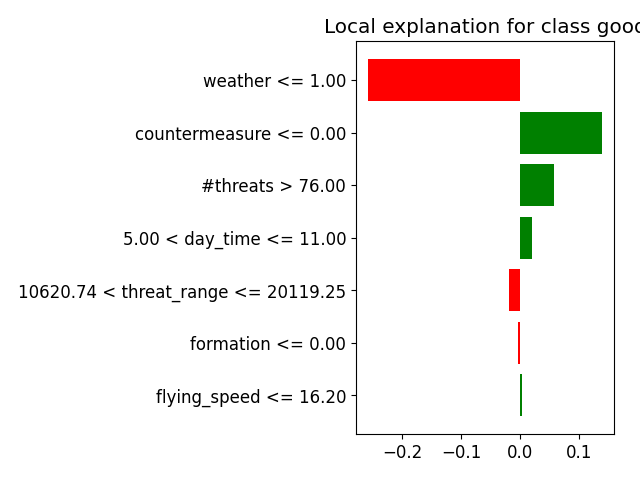 Local explanation for class good
weather <= 1.00
countermeasure <= 0.00
#threats > 76.00
5.00 < day_time <= 11.00
10620.74 < threat_range <= 20119.25
formation <= 0.00
flying_speed <= 16.20
−0.2 −0.1 0.0 0.1